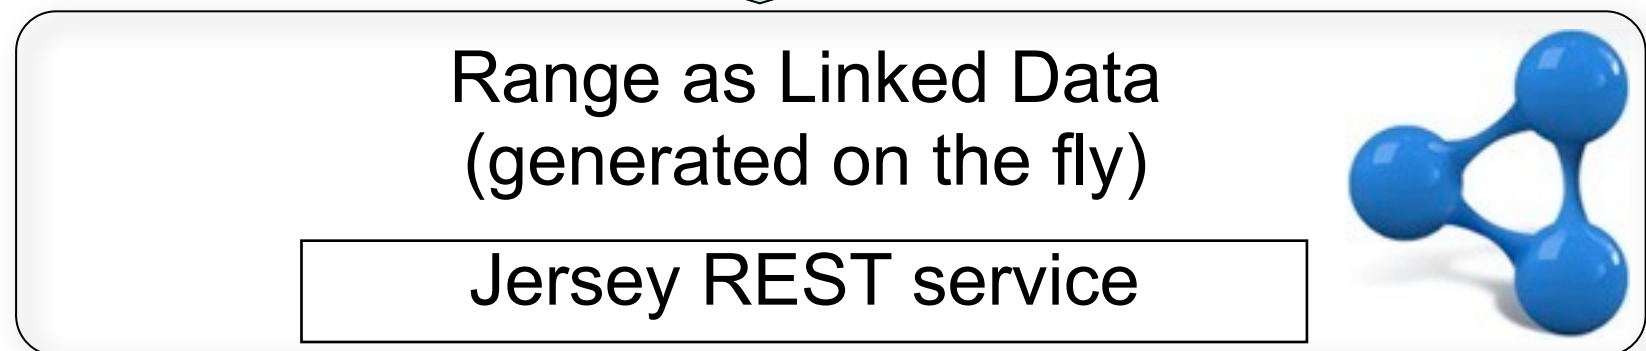 Range as Linked Data
(generated on the fly)
Jersey REST service